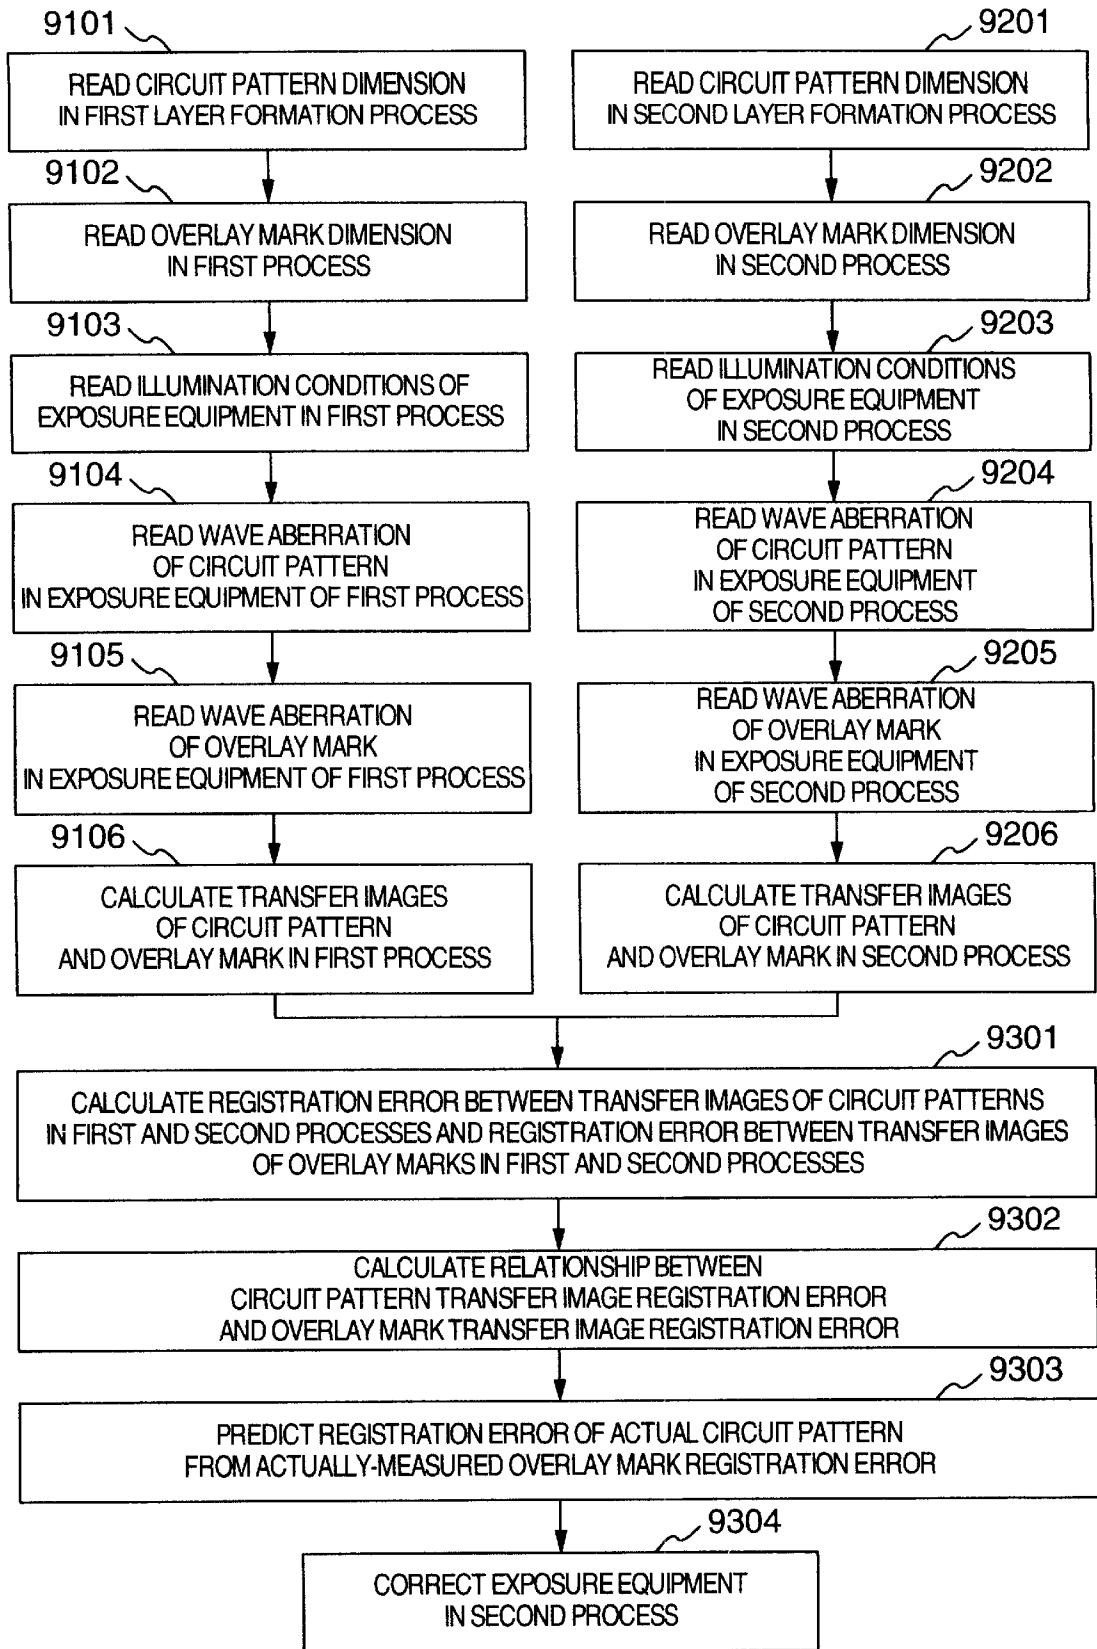 9101
READ CIRCUIT PATTERN DIMENSION
IN FIRST LAYER FORMATION PROCESS
9102
READ OVERLAY MARK DIMENSION
IN FIRST PROCESS
9103
READ ILLUMINATION CONDITIONS OF
EXPOSURE EQUIPMENT IN FIRST PROCESS
9104
READ WAVE ABERRATION
OF CIRCUIT PATTERN
IN EXPOSURE EQUIPMENT OF FIRST PROCESS
9105
READ WAVE ABERRATION
OF OVERLAY MARK
IN EXPOSURE EQUIPMENT OF FIRST PROCESS
9106
CALCULATE TRANSFER IMAGES
OF CIRCUIT PATTERN
AND OVERLAY MARK IN FIRST PROCESS
9201
READ CIRCUIT PATTERN DIMENSION
IN SECOND LAYER FORMATION PROCESS
9202
READ OVERLAY MARK DIMENSION
IN SECOND PROCESS
9203
READ ILLUMINATION CONDITIONS
OF EXPOSURE EQUIPMENT
IN SECOND PROCESS
9204
READ WAVE ABERRATION
OF CIRCUIT PATTERN
IN EXPOSURE EQUIPMENT
OF SECOND PROCESS
9205
READ WAVE ABERRATION
OF OVERLAY MARK
IN EXPOSURE EQUIPMENT
OF SECOND PROCESS
9206
CALCULATE TRANSFER IMAGES
OF CIRCUIT PATTERN
AND OVERLAY MARK IN SECOND PROCESS
9301
CALCULATE REGISTRATION ERROR BETWEEN TRANSFER IMAGES OF CIRCUIT PATTERNS
IN FIRST AND SECOND PROCESSES AND REGISTRATION ERROR BETWEEN TRANSFER IMAGES
OF OVERLAY MARKS IN FIRST AND SECOND PROCESSES
9302
CALCULATE RELATIONSHIP BETWEEN
CIRCUIT PATTERN TRANSFER IMAGE REGISTRATION ERROR
AND OVERLAY MARK TRANSFER IMAGE REGISTRATION ERROR
9303
PREDICT REGISTRATION ERROR OF ACTUAL CIRCUIT PATTERN
FROM ACTUALLY-MEASURED OVERLAY MARK REGISTRATION ERROR
9304
CORRECT EXPOSURE EQUIPMENT
IN SECOND PROCESS